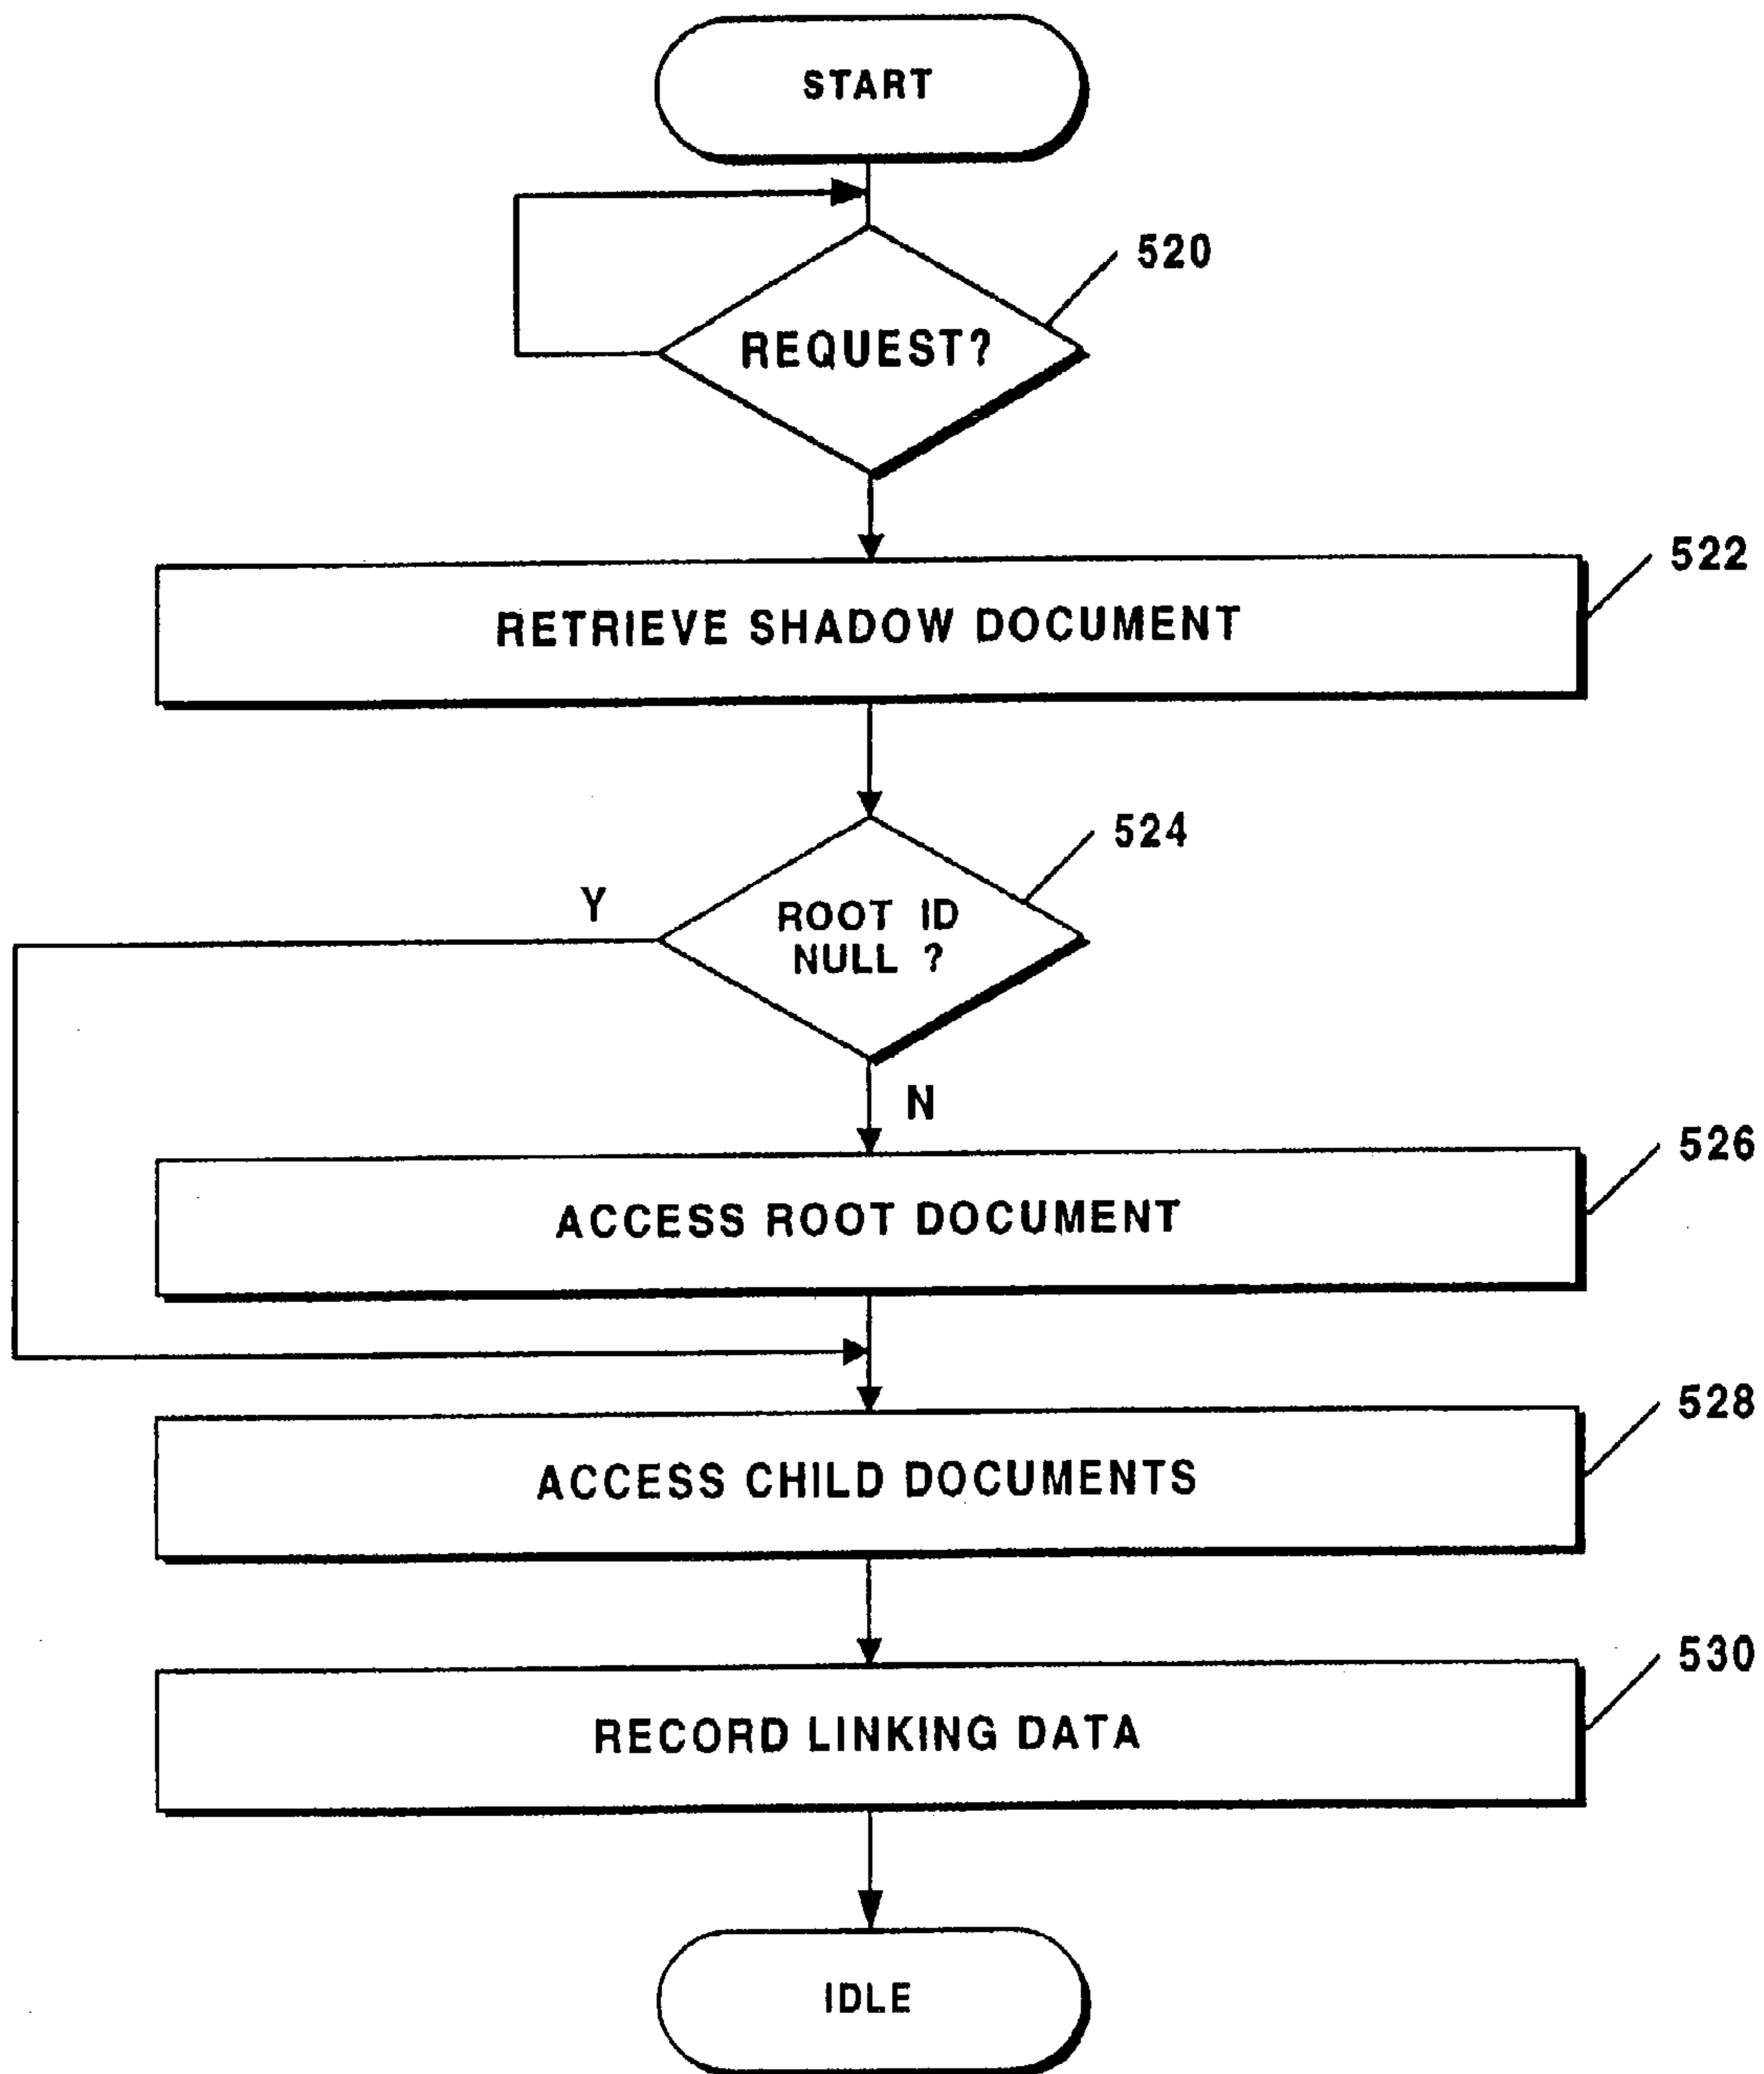 START
520
REQUEST?
522
RETRIEVE SHADOW DOCUMENT
524
Y
ROOT ID
NULL ?
N
526
ACCESS ROOT DOCUMENT
528
ACCESS CHILD DOCUMENTS
530
RECORD LINKING DATA
IDLE